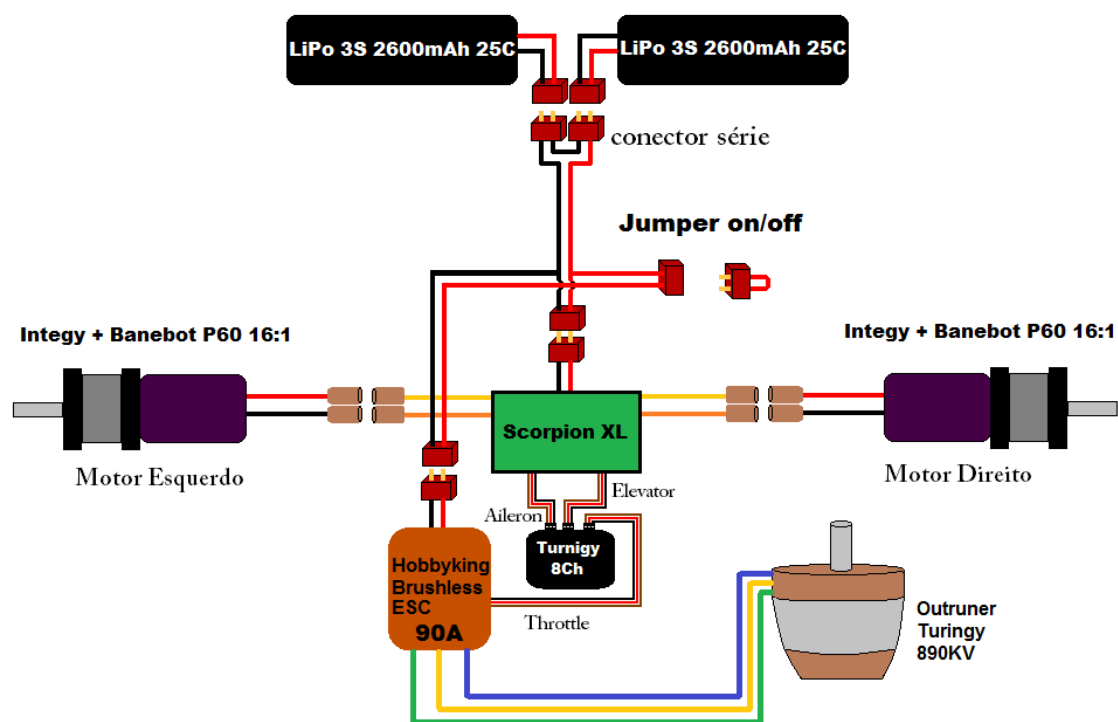 LiPo 3S 2600mAh 25C
LiPo 3S 2600mAh 25C
conector série
Jumper on/off
Integy + Banebot P60 16:1
Integy + Banebot P60 16:1
Scorpion XL
Motor Esquerdo
Motor Direito
Elevator
Aileron
Turnigy
8Ch
Hobbyking
Brushless
ESC
90A
Throttle
Outruner
Turingy
890KV